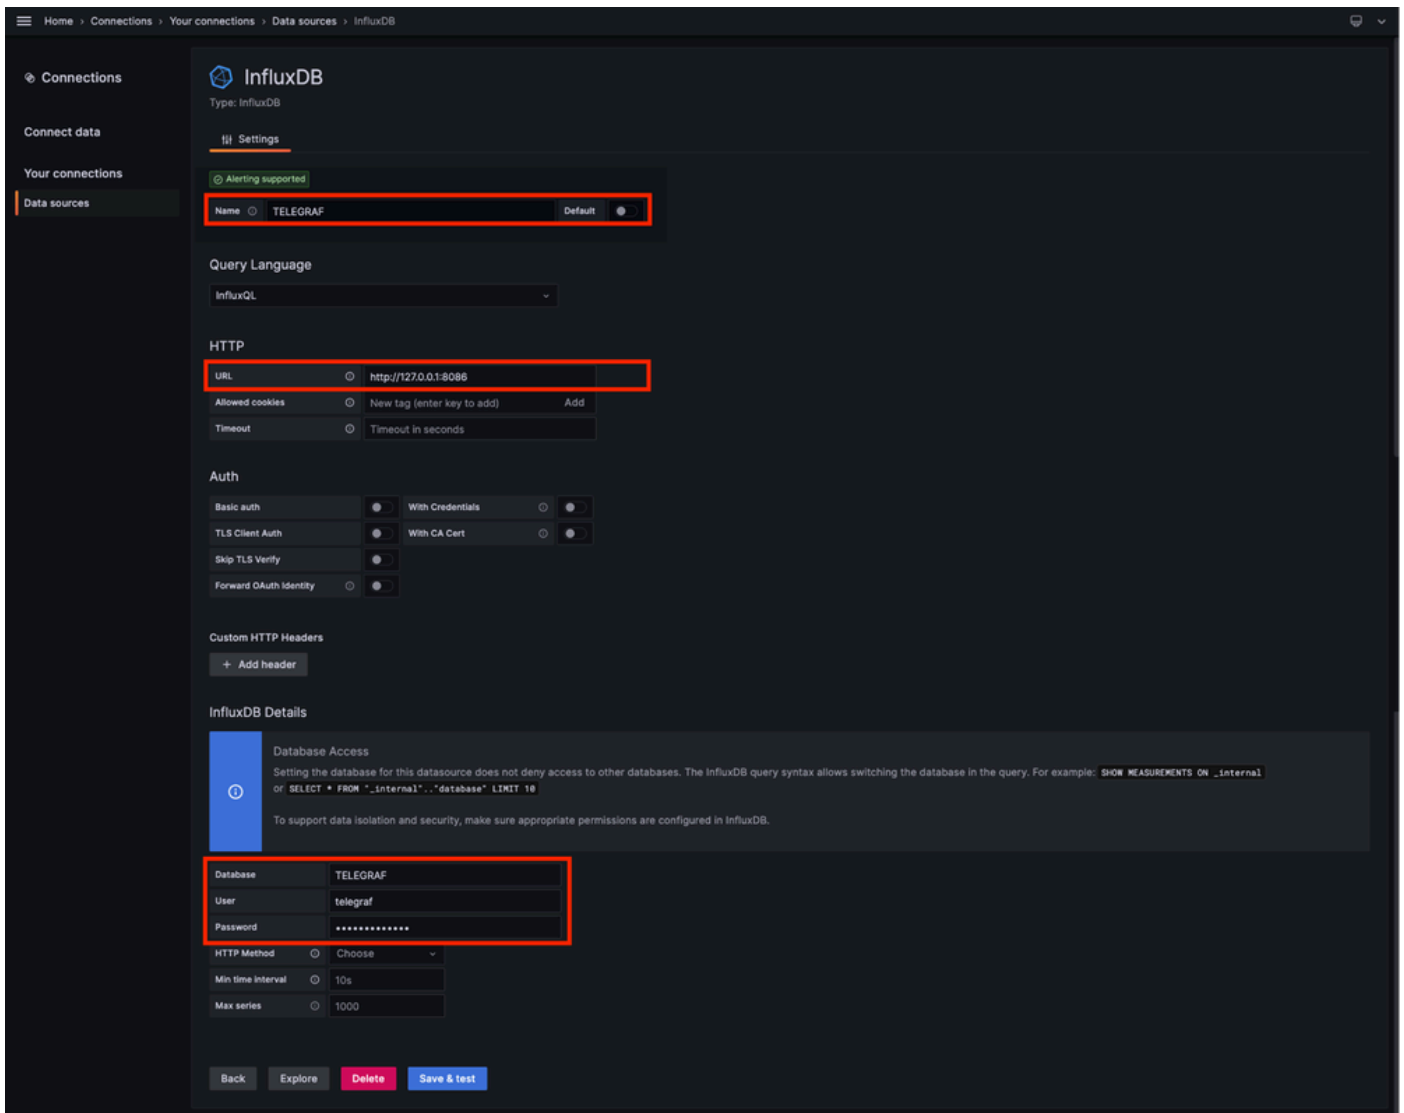 Home › Connections › Your connections › Data sources › InfluxDB
Connections
Connect data
Your connections
Data sources
InfluxDB
Type: InfluxDB
Settings
Alerting supported
Name TELEGRAF Default
Query Language
InfluxQL
HTTP
URL http://127.0.0.1:8086
Allowed cookies New tag (enter key to add) Add
Timeout Timeout in seconds
Auth
Basic auth With Credentials
TLS Client Auth With CA Cert
Skip TLS Verify
Forward OAuth Identity
Custom HTTP Headers
+ Add header
InfluxDB Details
Database Access
Setting the database for this datasource does not deny access to other databases. The InfluxDB query syntax allows switching the database in the query. For example: SHOW MEASUREMENTS ON _internal
or SELECT * FROM "_internal".."database" LIMIT 10
To support data isolation and security, make sure appropriate permissions are configured in InfluxDB.
Database TELEGRAF
User telegraf
Password •••••••••••••
HTTP Method Choose
Min time interval 10s
Max series 1000
Back Explore Delete Save & test